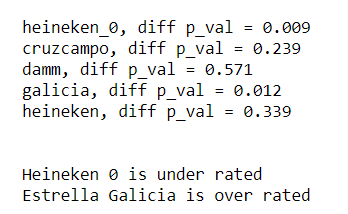 heineken_0, diff p_val = 0.009
cruzcampo, diff p_val = 0.239
damm, diff p_val = 0.571
galicia, diff p_val = 0.012
heineken, diff p_val = 0.339
Heineken 0 is under rated
Estrella Galicia is over rated